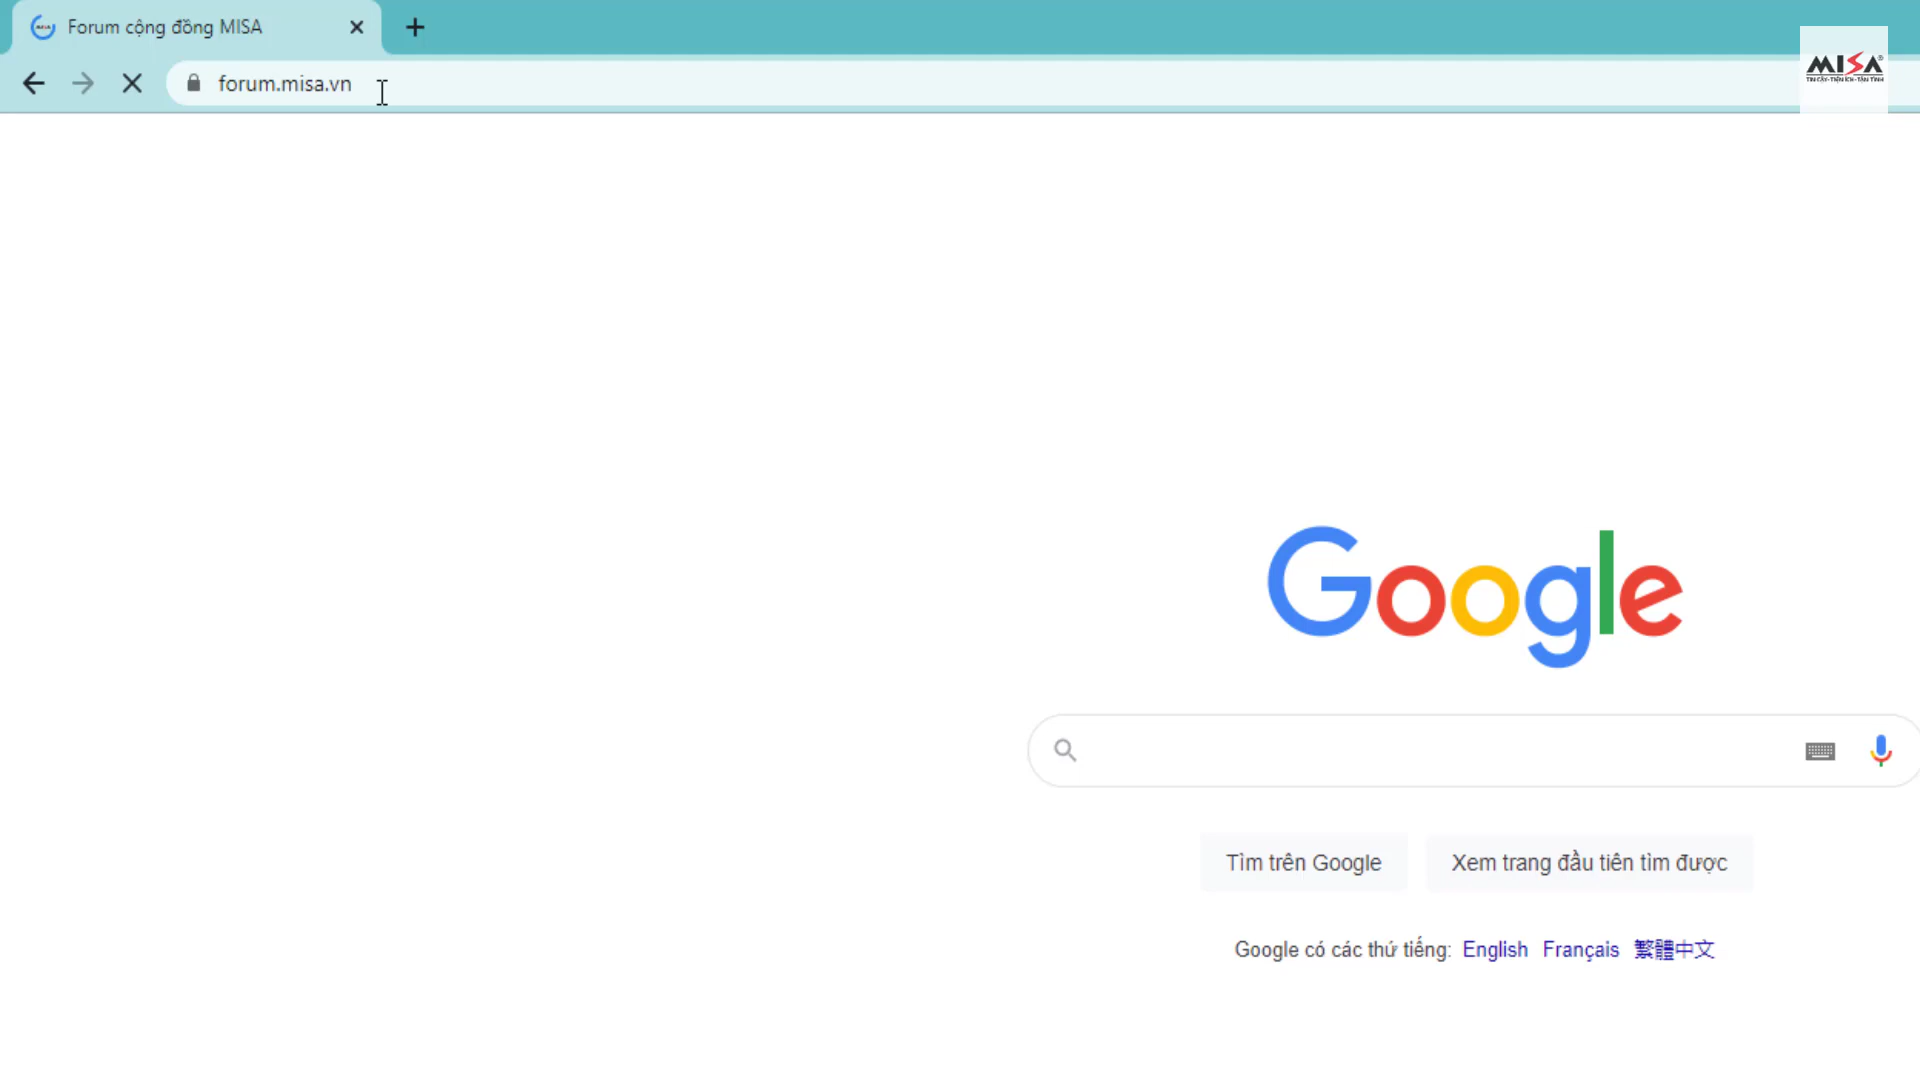 Forum cộng đồng MISA
forum.misa.vn
MISA®
TIN CẬY-TIỆN ÍCH-TẬN TÌNH
Google
Tìm trên Google
Xem trang đầu tiên tìm được
Google có các thứ tiếng: English Français 繁體中文